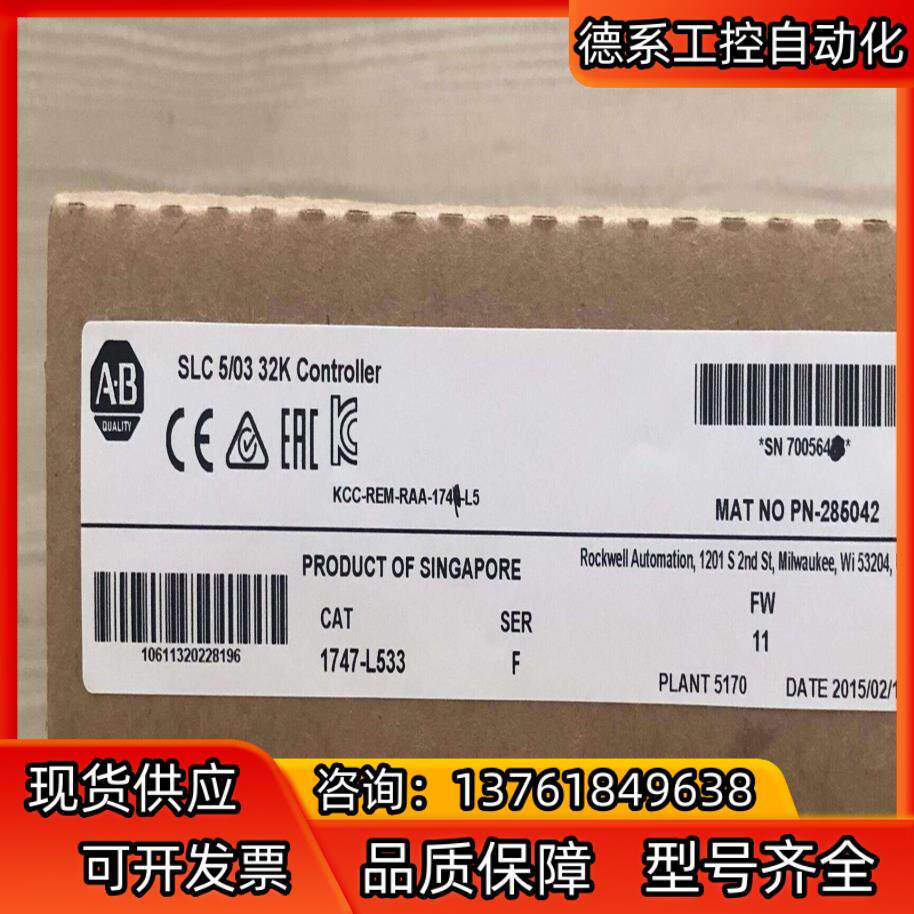 德系工控自动化
A·B
QUALITY
SLC 5/03 32K Controller
CE
EAC
KCC-REM-RAA-174
-L5
*SN 70056
MAT NO PN-285042
PRODUCT OF SINGAPORE
Rockwell Automation, 1201 S 2nd St, Milwaukee, Wi 53204,
10611320228196
CAT
SER
FW
1747-L533
F
11
PLANT 5170
DATE 2015/02/1
现货供应
咨询：13761849638
可开发票
品质保障
型号齐全